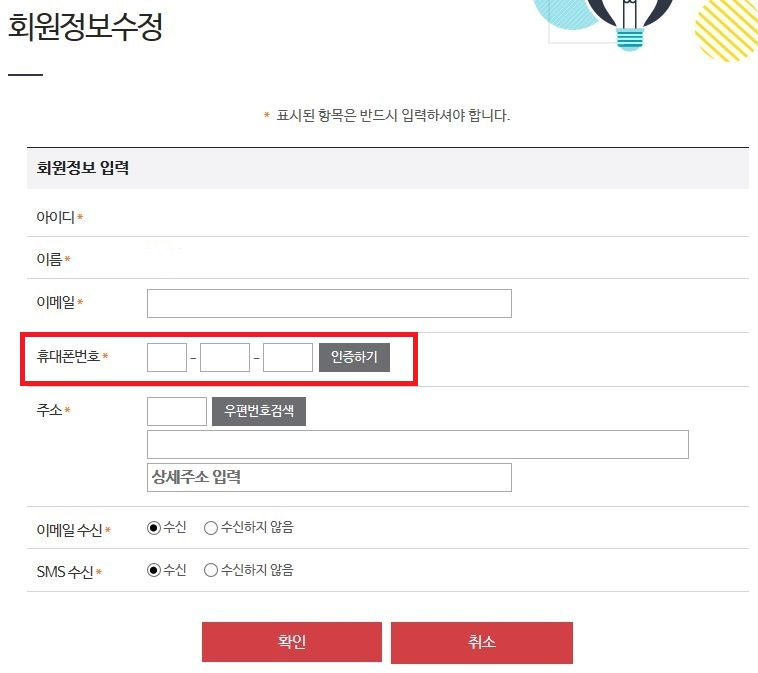 회원정보수정
* 표시된 항목은 반드시 입력하셔야 합니다.
회원정보 입력
아이디*
이름*
이메일*
휴대폰번호* - - 인증하기
주소* 우편번호검색
상세주소 입력
이메일 수신* 수신 수신하지 않음
SMS 수신* 수신 수신하지 않음
확인 취소